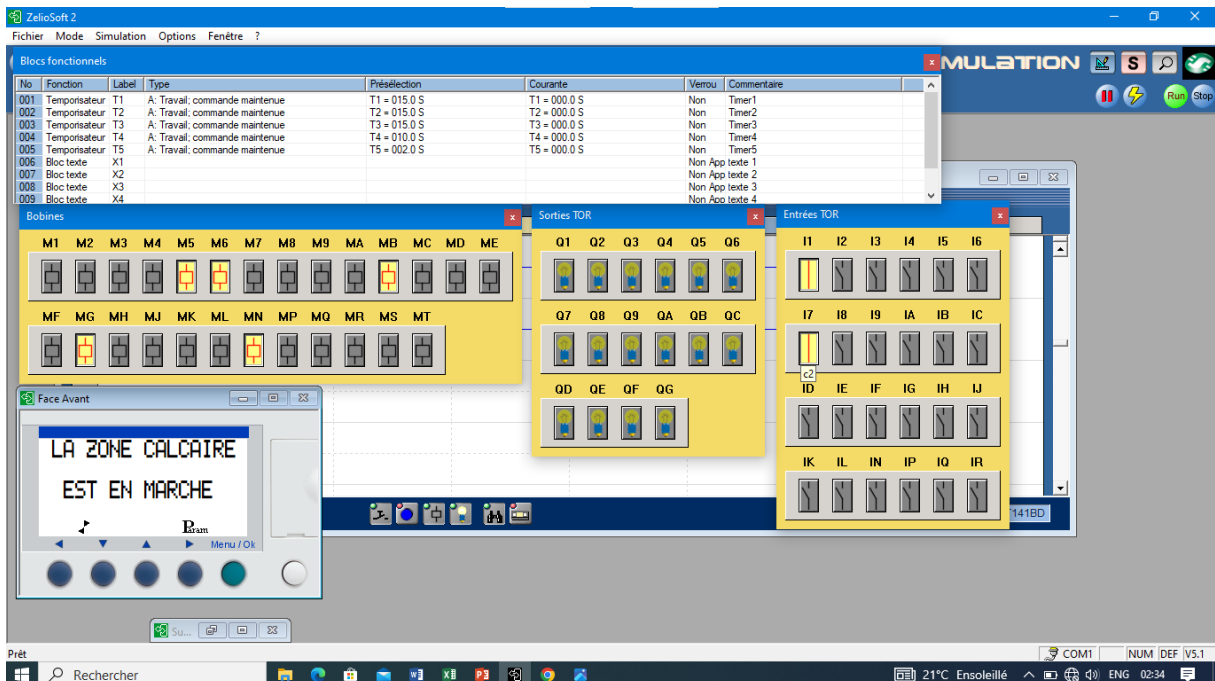 ZelioSoft 2
Fichier Mode Simulation Options Fenêtre ?
Blocs fonctionnels
MULATION
S
No Fonction Label Type Présélection Courante Verrou Commentaire
001 Temporisateur T1 A: Travail; commande maintenue T1 = 015.0 S T1 = 000.0 S Non Timer1
002 Temporisateur T2 A: Travail; commande maintenue T2 = 015.0 S T2 = 000.0 S Non Timer2
003 Temporisateur T3 A: Travail; commande maintenue T3 = 015.0 S T3 = 000.0 S Non Timer3
004 Temporisateur T4 A: Travail; commande maintenue T4 = 010.0 S T4 = 000.0 S Non Timer4
005 Temporisateur T5 A: Travail; commande maintenue T5 = 002.0 S T5 = 000.0 S Non Timer5
006 Bloc texte X1 Non App texte 1
007 Bloc texte X2 Non App texte 2
008 Bloc texte X3 Non App texte 3
009 Bloc texte X4 Non App texte 4
Run Stop
Bobines
M1 M2 M3 M4 M5 M6 M7 M8 M9 MA MB MC MD ME
MF MG MH MJ MK ML MN MP MQ MR MS MT
Sorties TOR
Q1 Q2 Q3 Q4 Q5 Q6
Q7 Q8 Q9 QA QB QC
QD QE QF QG
Entrées TOR
I1 I2 I3 I4 I5 I6
I7 I8 I9 IA IB IC
c2
ID IE IF IG IH IJ
IK IL IN IP IQ IR
Face Avant
LA ZONE CALCAIRE
EST EN MARCHE
Param
Menu / Ok
141BD
Su...
Prêt
COM1 NUM DEF V5.1
Rechercher
21°C Ensoleillé ENG 02:34